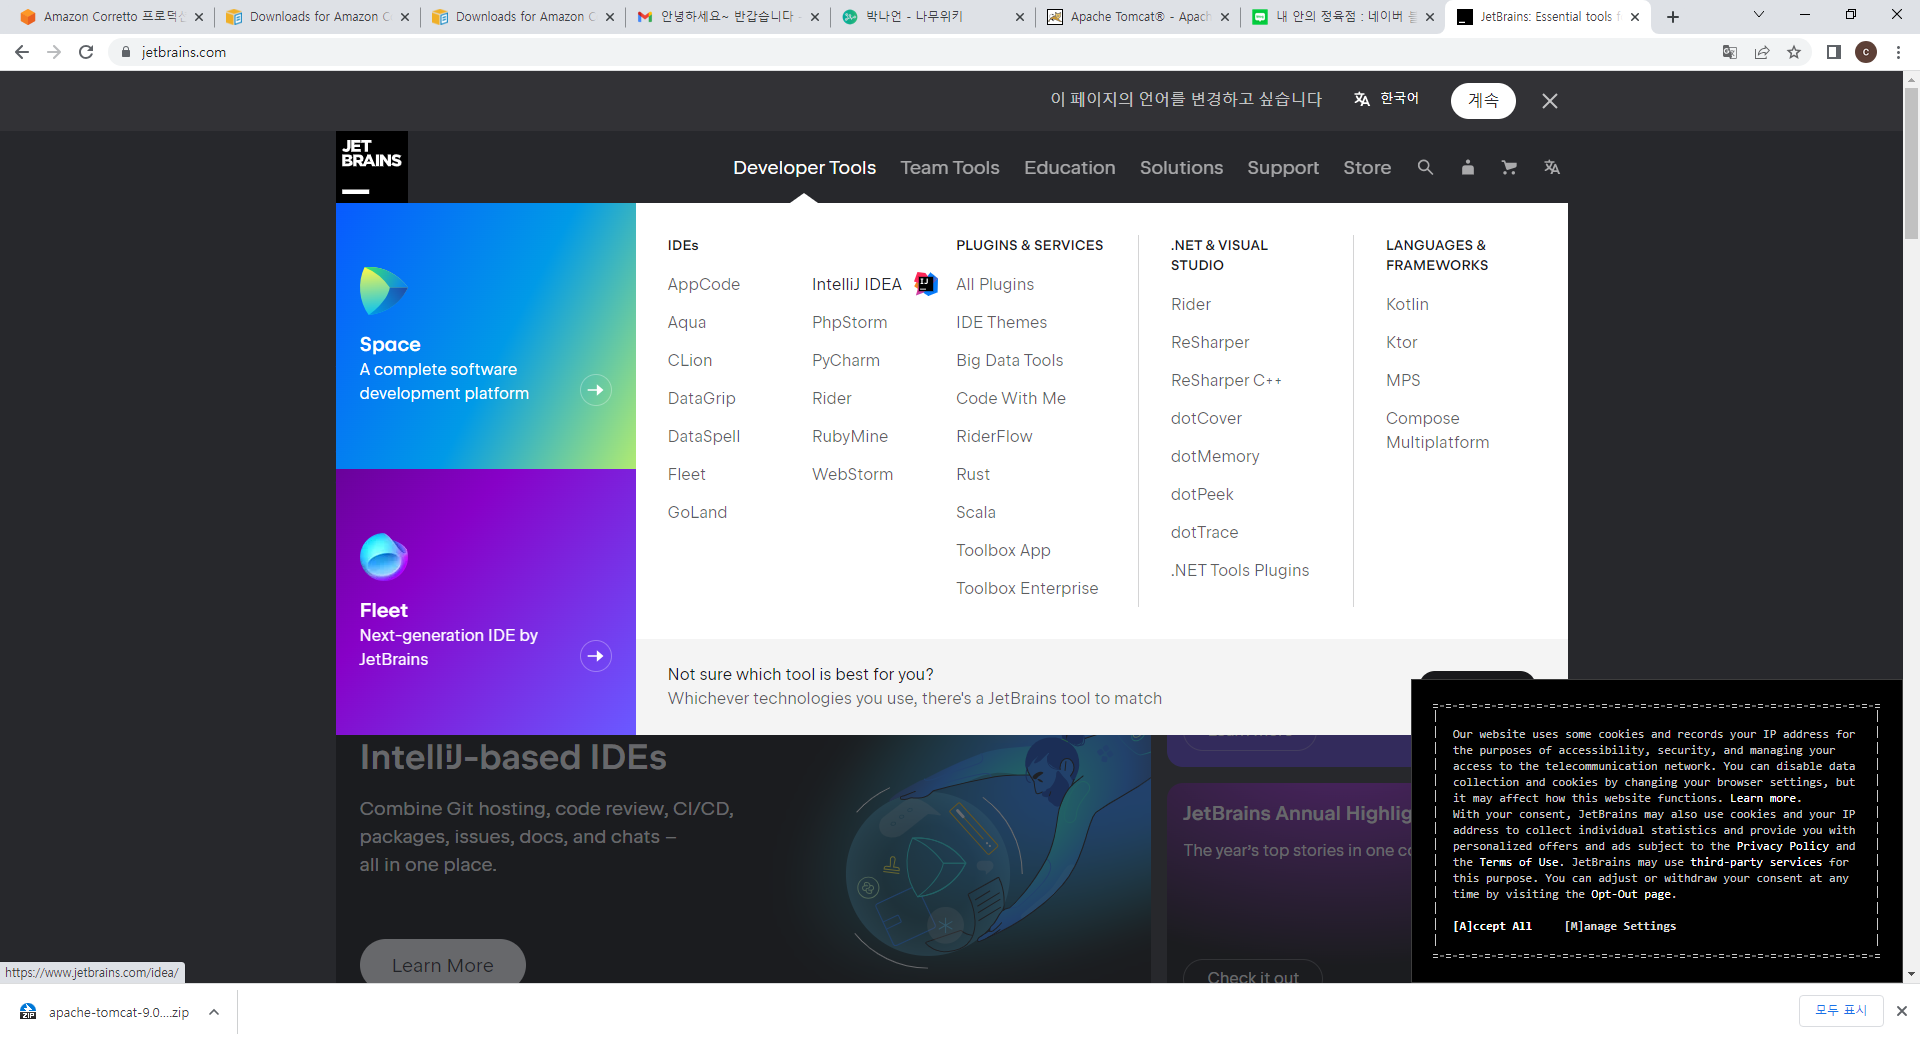 Amazon Corretto 프로덕션
Downloads for Amazon C
Downloads for Amazon C
안녕하세요~ 반갑습니다
박나언 - 나무위키
Apache Tomcat® - Apach
내 안의 정육점 : 네이버 블
JetBrains: Essential tools f
jetbrains.com
C
이 페이지의 언어를 변경하고 싶습니다
한국어
계속
JET
BRAINS
Developer Tools
Team Tools
Education
Solutions
Support
Store
Space
A complete software
development platform
Fleet
Next-generation IDE by
JetBrains
IDEs
AppCode
Aqua
CLion
DataGrip
DataSpell
Fleet
GoLand
IntelliJ IDEA
IJ
PhpStorm
PyCharm
Rider
RubyMine
WebStorm
PLUGINS & SERVICES
All Plugins
IDE Themes
Big Data Tools
Code With Me
RiderFlow
Rust
Scala
Toolbox App
Toolbox Enterprise
.NET & VISUAL
STUDIO
Rider
ReSharper
ReSharper C++
dotCover
dotMemory
dotPeek
dotTrace
.NET Tools Plugins
LANGUAGES &
FRAMEWORKS
Kotlin
Ktor
MPS
Compose
Multiplatform
Not sure which tool is best for you?
Whichever technologies you use, there's a JetBrains tool to match
IntelliJ-based IDEs
Combine Git hosting, code review, CI/CD,
packages, issues, docs, and chats –
all in one place.
Learn More
Learn more
JetBrains Annual Highlig
The year's top stories in one co
Check it out
Our website uses some cookies and records your IP address for
the purposes of accessibility, security, and managing your
access to the telecommunication network. You can disable data
collection and cookies by changing your browser settings, but
it may affect how this website functions. Learn more.
With your consent, JetBrains may also use cookies and your IP
address to collect individual statistics and provide you with
personalized offers and ads subject to the Privacy Policy and
the Terms of Use. JetBrains may use third-party services for
this purpose. You can adjust or withdraw your consent at any
time by visiting the Opt-Out page.
[A]ccept All
[M]anage Settings
https://www.jetbrains.com/idea/
ZIP
apache-tomcat-9.0....zip
모두 표시